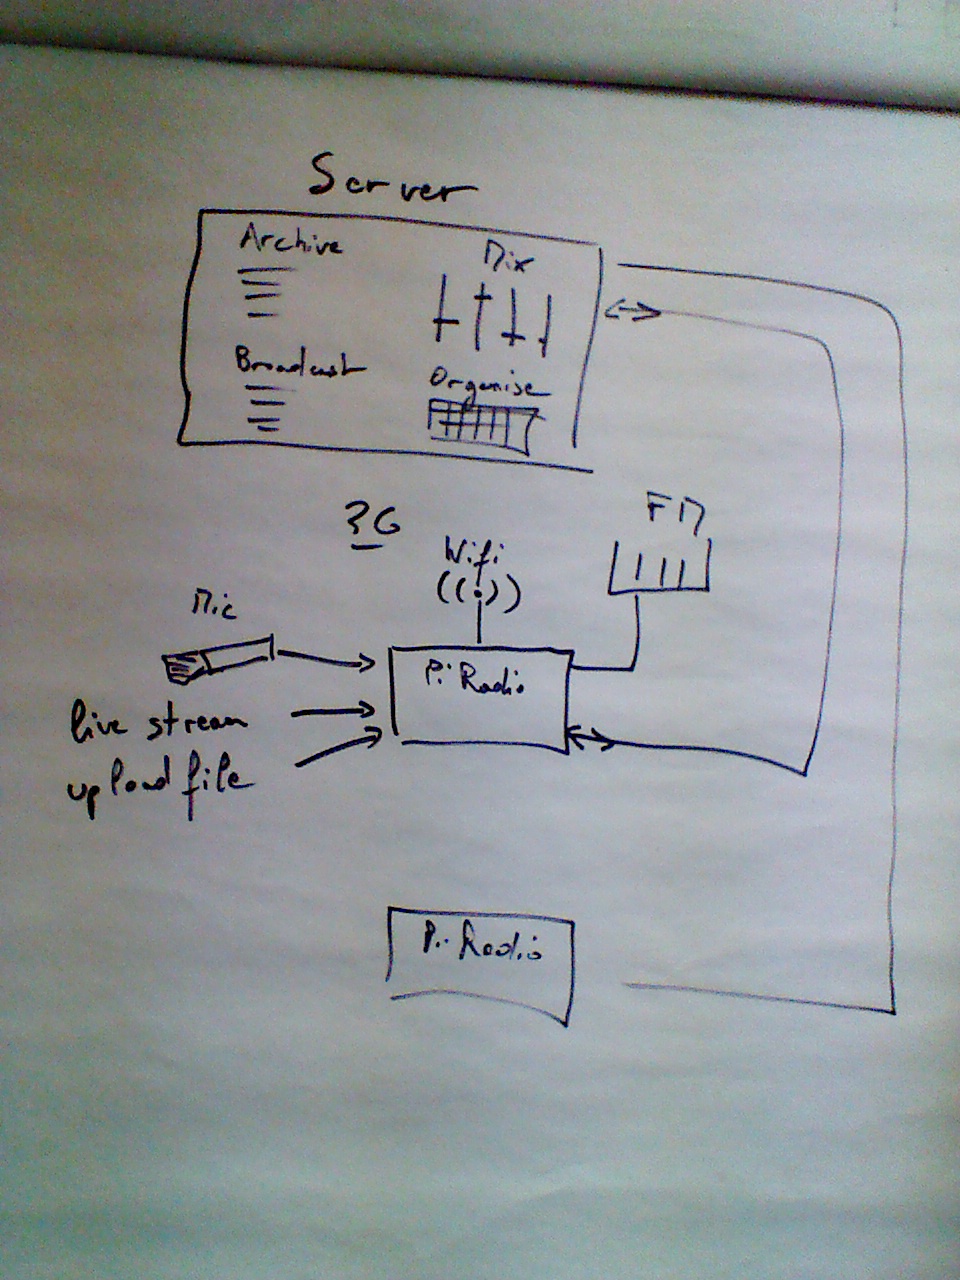 Server
Archive
Mix
Broadcast
Organise
3G
FM
Wifi
Mic
Pi Radio
live stream
upload file
Pi Radio